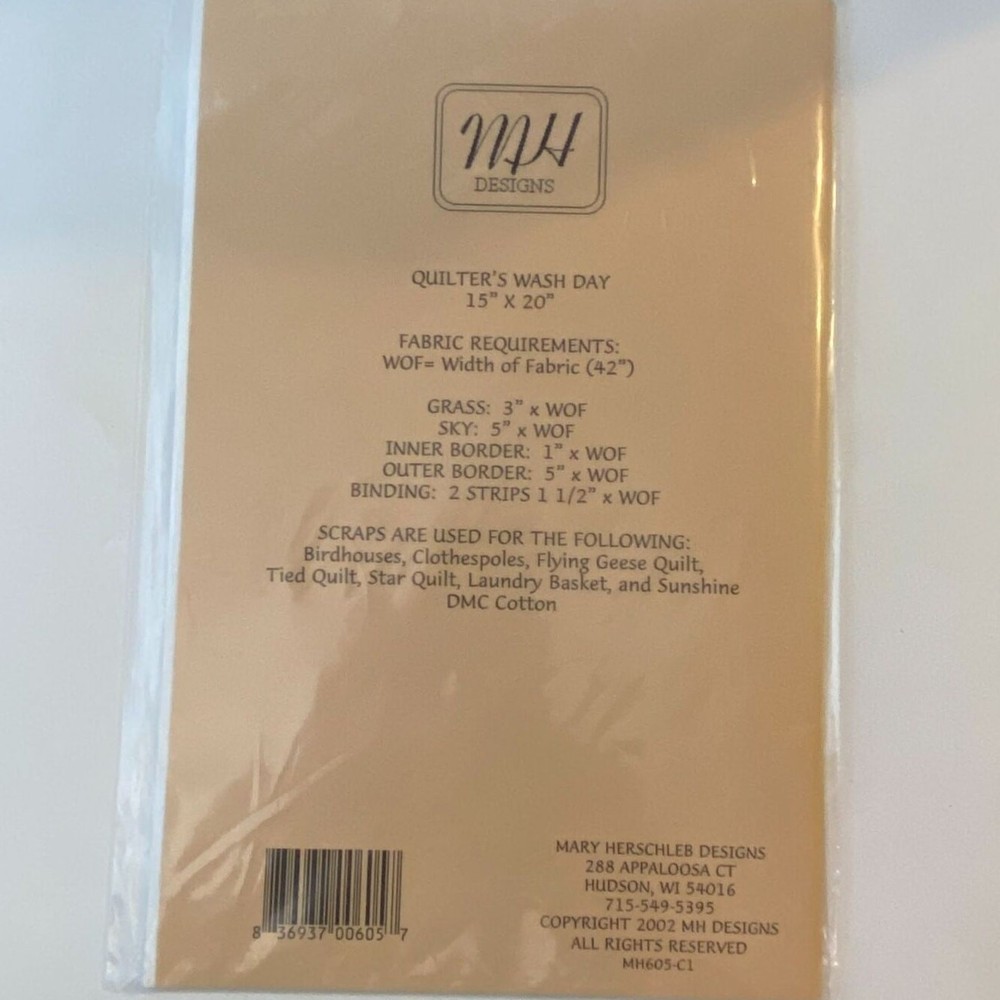 MH
DESIGNS
QUILTER'S WASH DAY
15" X 20"
FABRIC REQUIREMENTS:
WOF= Width of Fabric (42")
GRASS: 3" x WOF
SKY: 5" x WOF
INNER BORDER: 1" x WOF
OUTER BORDER: 5" x WOF
BINDING: 2 STRIPS 1 1/2" x WOF
SCRAPS ARE USED FOR THE FOLLOWING:
Birdhouses, Clothespoles, Flying Geese Quilt,
Tied Quilt, Star Quilt, Laundry Basket, and Sunshine
DMC Cotton
8 36937 00605 7
MARY HERSCHLEB DESIGNS
288 APPALOOSA CT
HUDSON, WI 54016
715-549-5395
COPYRIGHT 2002 MH DESIGNS
ALL RIGHTS RESERVED
MH605-C1